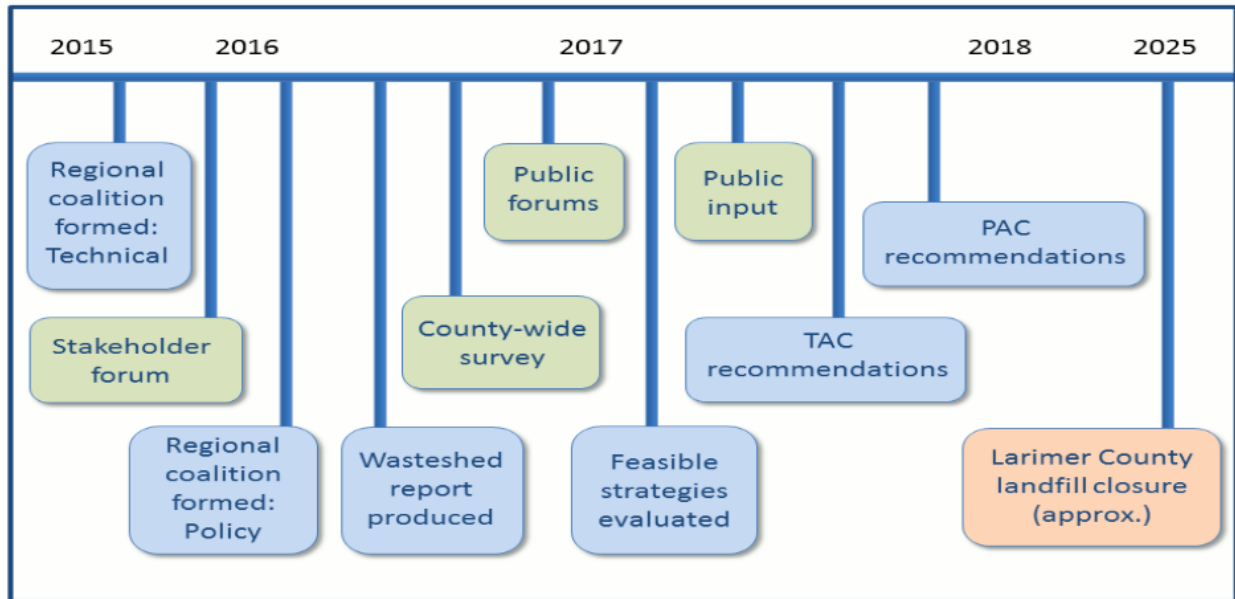 2015 2016 2017 2018 2025
Regional
coalition
formed:
Technical
Stakeholder
forum
Regional
coalition
formed:
Policy
Wasteshed
report
produced
County-wide
survey
Public
forums
Feasible
strategies
evaluated
Public
input
TAC
recommendations
PAC
recommendations
Larimer County
landfill closure
(approx.)